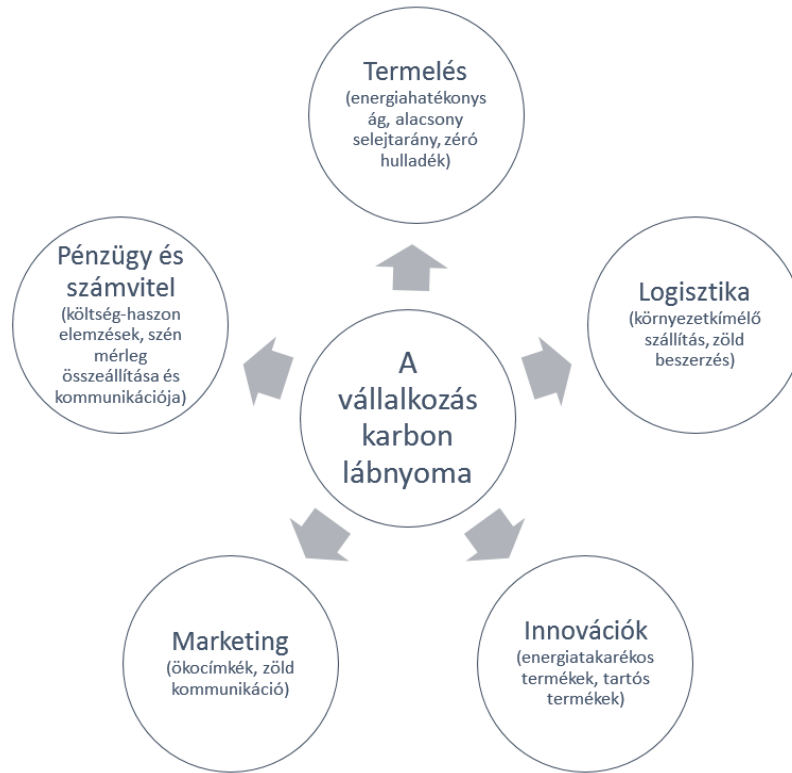 Termelés
(energiahatékonys
ág, alacsony
selejtarány, zéró
hulladék)
Pénzügy és
számvitel
(költség-haszon
elemzések, szén
mérleg
összeállítása és
kommunikációja)
Logisztika
(környezetkímélő
szállítás, zöld
beszerzés)
A
vállalkozás
karbon
lábnyoma
Marketing
(ökocímkék, zöld
kommunikáció)
Innovációk
(energiatakarékos
termékek, tartós
termékek)